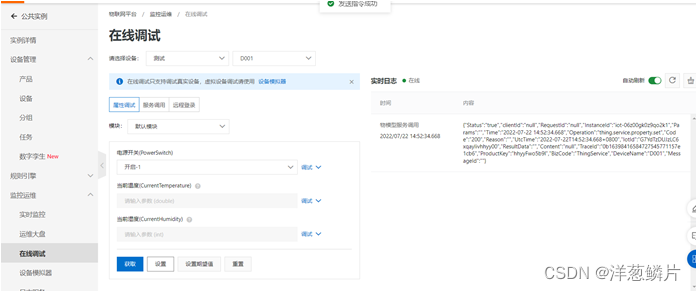 发送指令成功
← 公共实例
物联网平台 / 监控运维 / 在线调试
在线调试
实例详情
设备管理
产品
设备
分组
任务
数字孪生 New
规则引擎
监控运维
实时监控
运维大盘
在线调试
设备模拟器
请选择设备: 测试 D001
在线调试只支持调试真实设备，虚拟设备调试请使用 设备模拟器
属性调试 服务调用 远程登录
模块: 默认模块
电源开关(PowerSwitch)
开启-1 调试
当前温度(CurrentTemperature)
请输入参数 (double) 调试
当前湿度(CurrentHumidity)
请输入参数 (int) 调试
获取 设置 设置期望值 重置
实时日志 在线 自动刷新
时间 内容
物模型服务调用
2022/07/22 14:52:34.668
{"Status":"true","clientId":"null","RequestId":"null","InstanceId":"iot-06z00gk0z9qo2k1","P
arams":"","Time":"2022-07-22 14:52:34.668","Operation":"thing.service.property.set","Co
de":"200","Reason":"","UtcTime":"2022-07-22T14:52:34.668+0800","
"ResultData":"","Content":"null","TraceId":
"ProductKey":"hhyyFwo5b9I","BizCode":"ThingService","DeviceName":"D001","M
essageId":""}
CSDN @洋葱鳞片